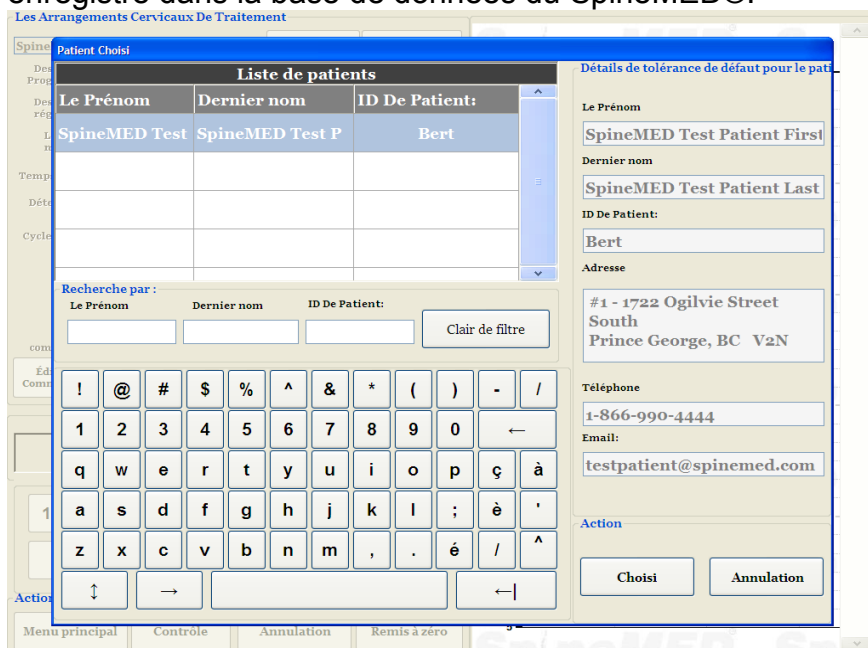 enregistré dans la base de données du SpineMED®.
Les Arrangements Cervicaux De Traitement
Patient Choisi
Liste de patients
Le Prénom Dernier nom ID De Patient:
SpineMED Test SpineMED Test P Bert
Recherche par :
Le Prénom Dernier nom ID De Patient:
Clair de filtre
! @ # $ % ^ & * ( ) - /
1 2 3 4 5 6 7 8 9 0 ←
q w e r t y u i o p ç à
a s d f g h j k l ; è '
z x c v b n m , . é / ^
↕ → ←|
Détails de tolérance de défaut pour le pati
Le Prénom
SpineMED Test Patient First
Dernier nom
SpineMED Test Patient Last
ID De Patient:
Bert
Adresse
#1 - 1722 Ogilvie Street
South
Prince George, BC V2N
Téléphone
1-866-990-4444
Email:
testpatient@spinemed.com
Action
Choisi Annulation
Menu principal Contrôle Annulation Remis à zéro
5